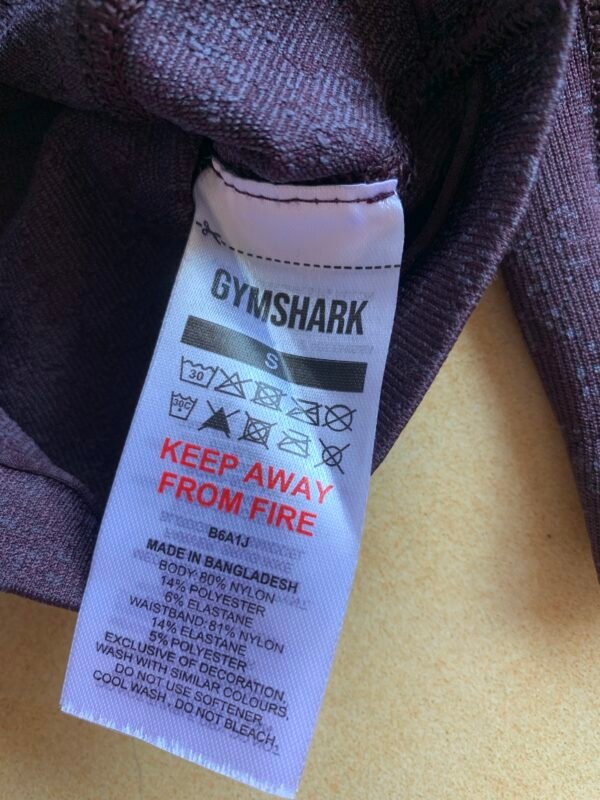 GYMSHARK
S
30
30C
KEEP AWAY
FROM FIRE
B6A1J
MADE IN BANGLADESH
BODY: 80% NYLON
14% POLYESTER
6% ELASTANE
WAISTBAND: 81% NYLON
14% ELASTANE
5% POLYESTER
EXCLUSIVE OF DECORATION,
WASH WITH SIMILAR COLOURS,
DO NOT USE SOFTENER
COOL WASH , DO NOT BLEACH,